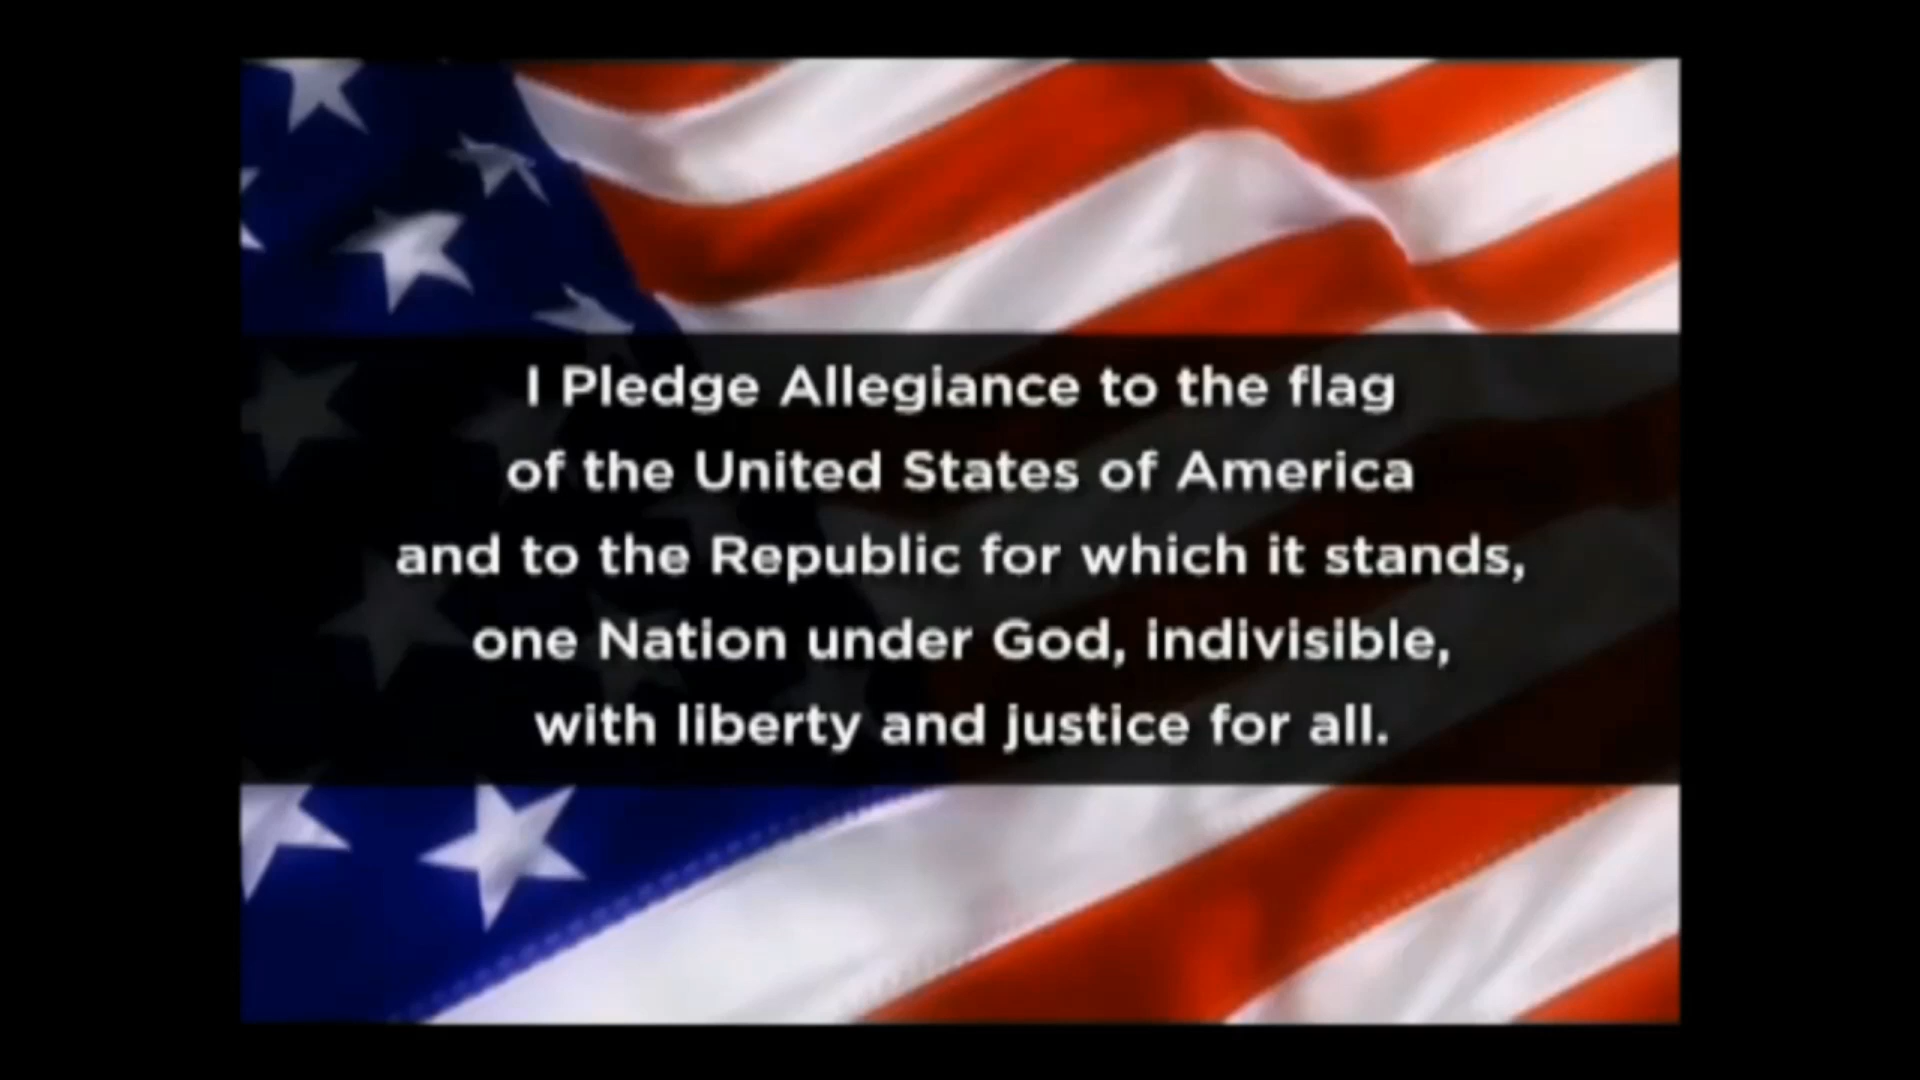 I Pledge Allegiance to the flag
of the United States of America
and to the Republic for which it stands,
one Nation under God, indivisible,
with liberty and justice for all.